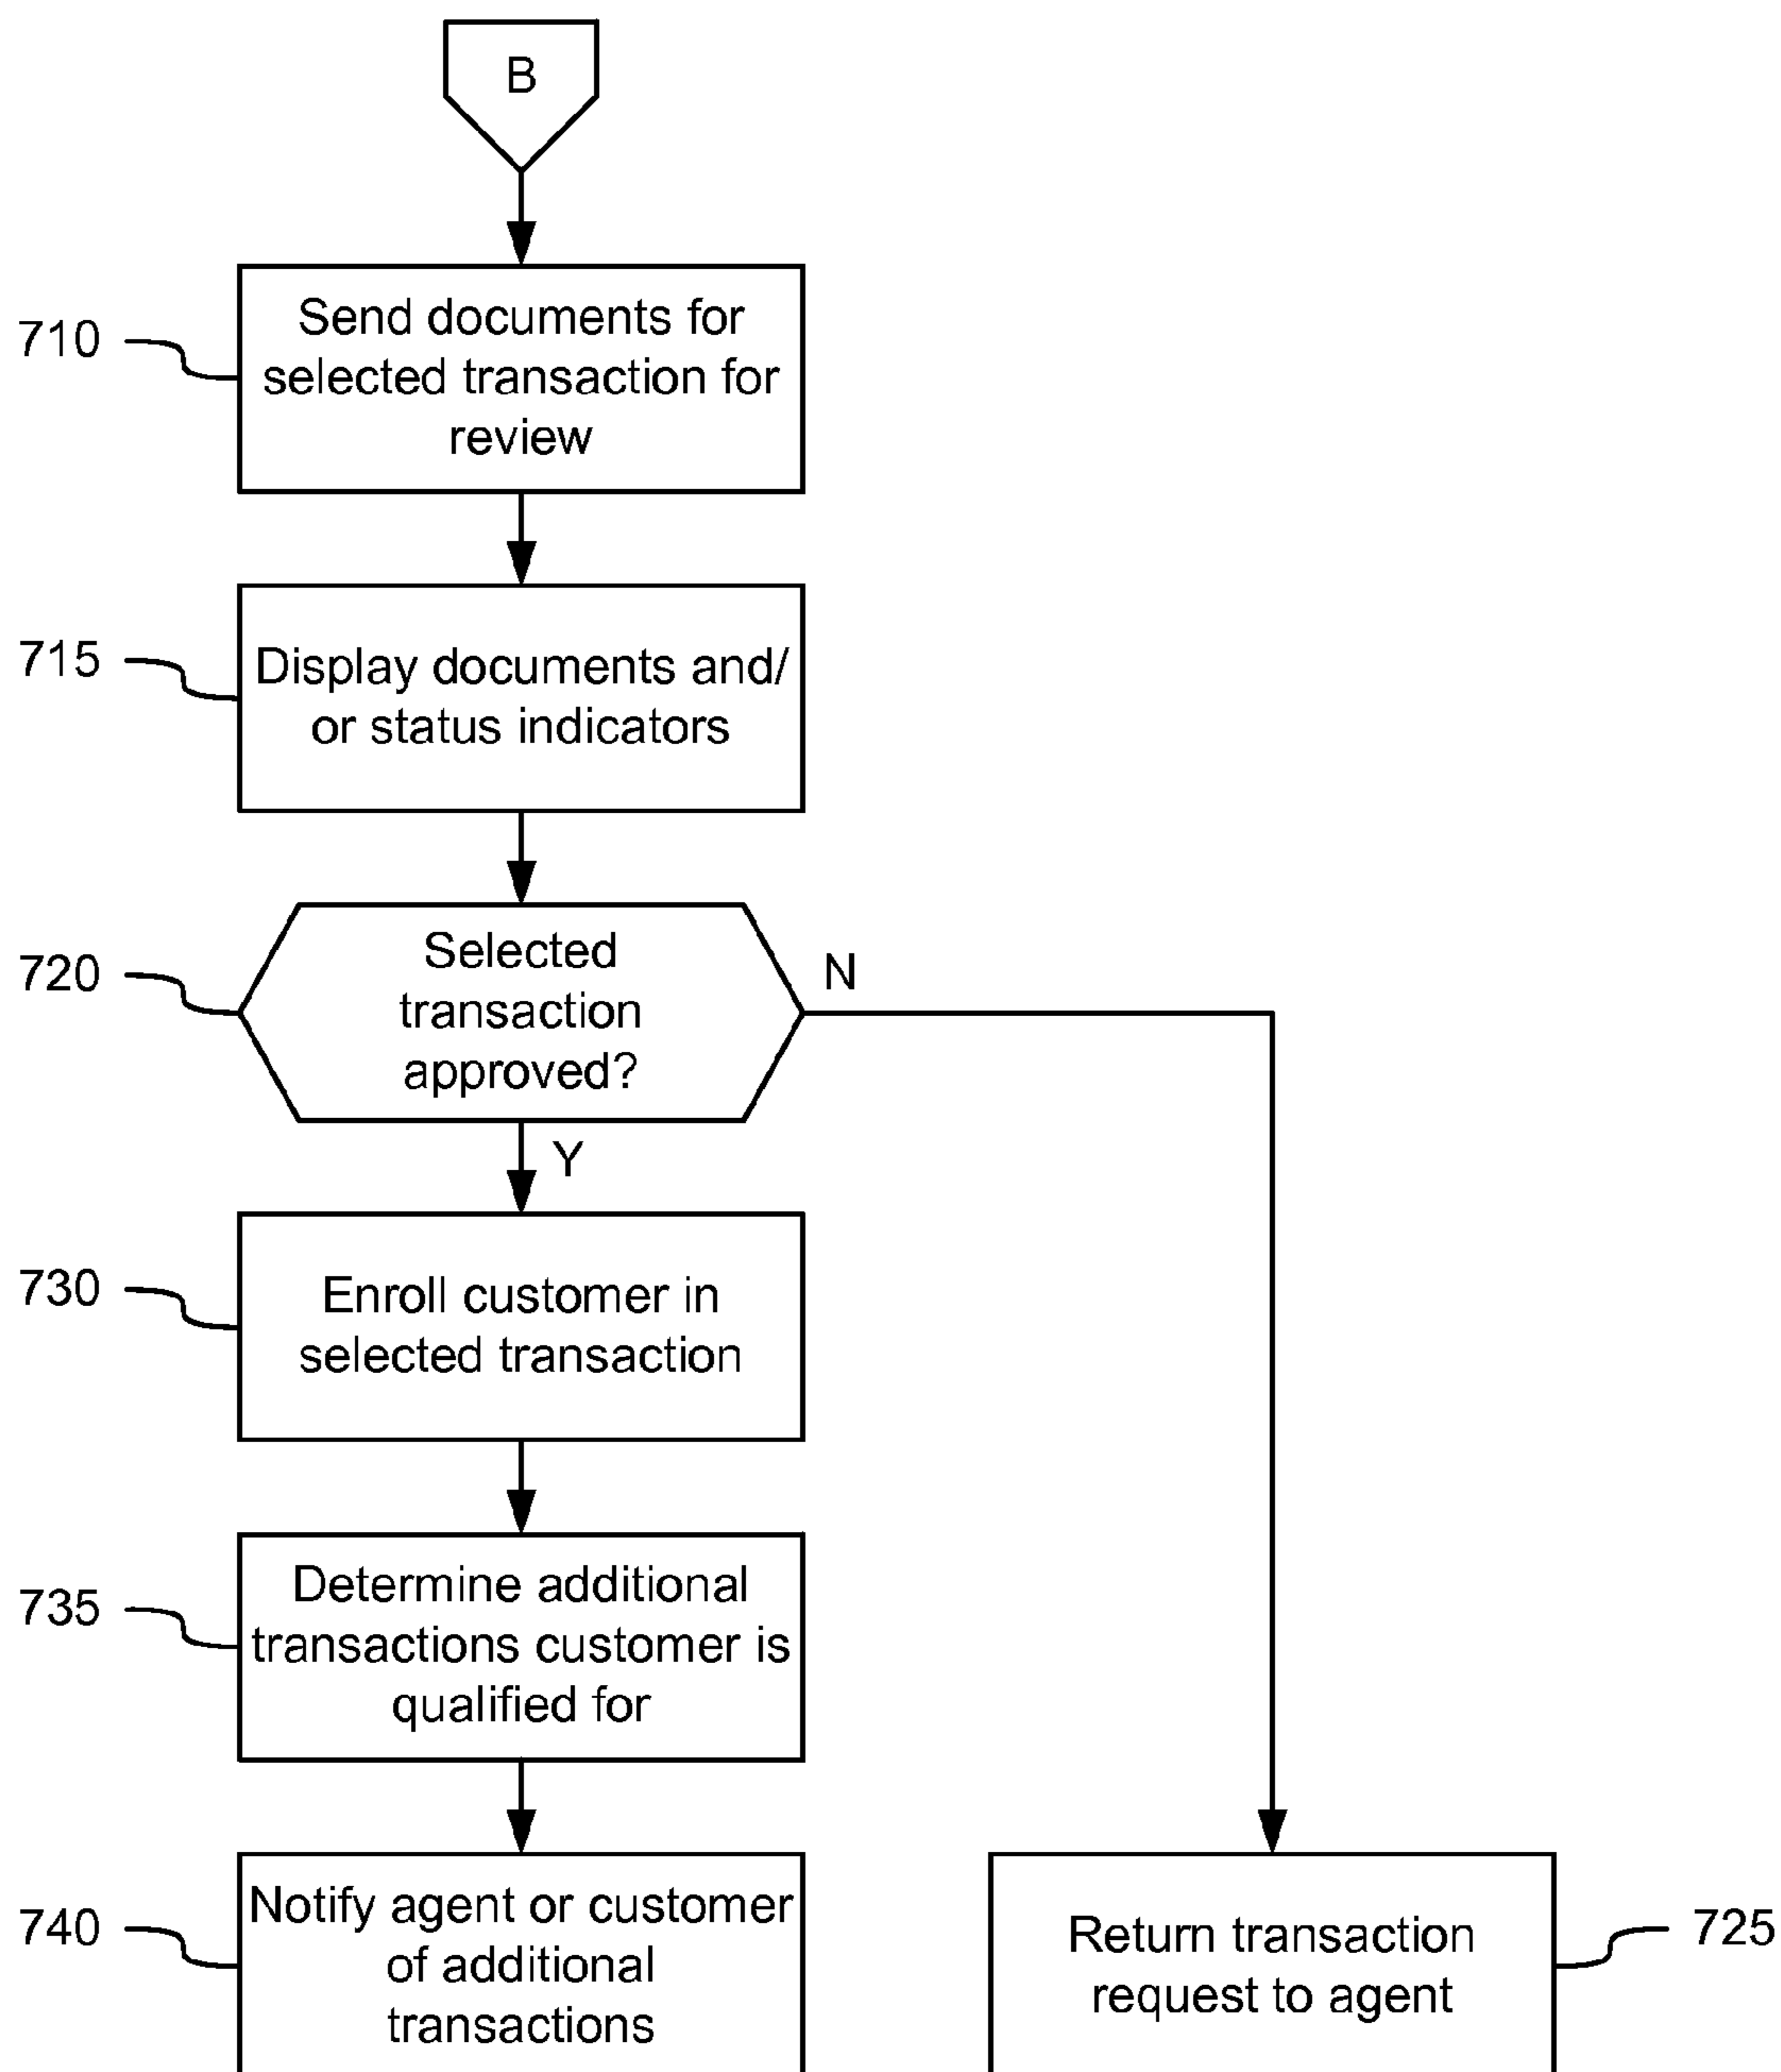 B
710
Send documents for
selected transaction for
review
715
Display documents and/
or status indicators
720
Selected
transaction
approved?
N
Y
730
Enroll customer in
selected transaction
735
Determine additional
transactions customer is
qualified for
740
Notify agent or customer
of additional
transactions
Return transaction
request to agent
725